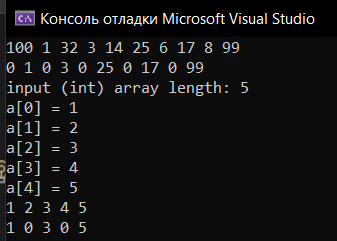 Консоль отладки Microsoft Visual Studio
100 1 32 3 14 25 6 17 8 99
0 1 0 3 0 25 0 17 0 99
input (int) array length: 5
a[0] = 1
a[1] = 2
a[2] = 3
a[3] = 4
a[4] = 5
1 2 3 4 5
1 0 3 0 5